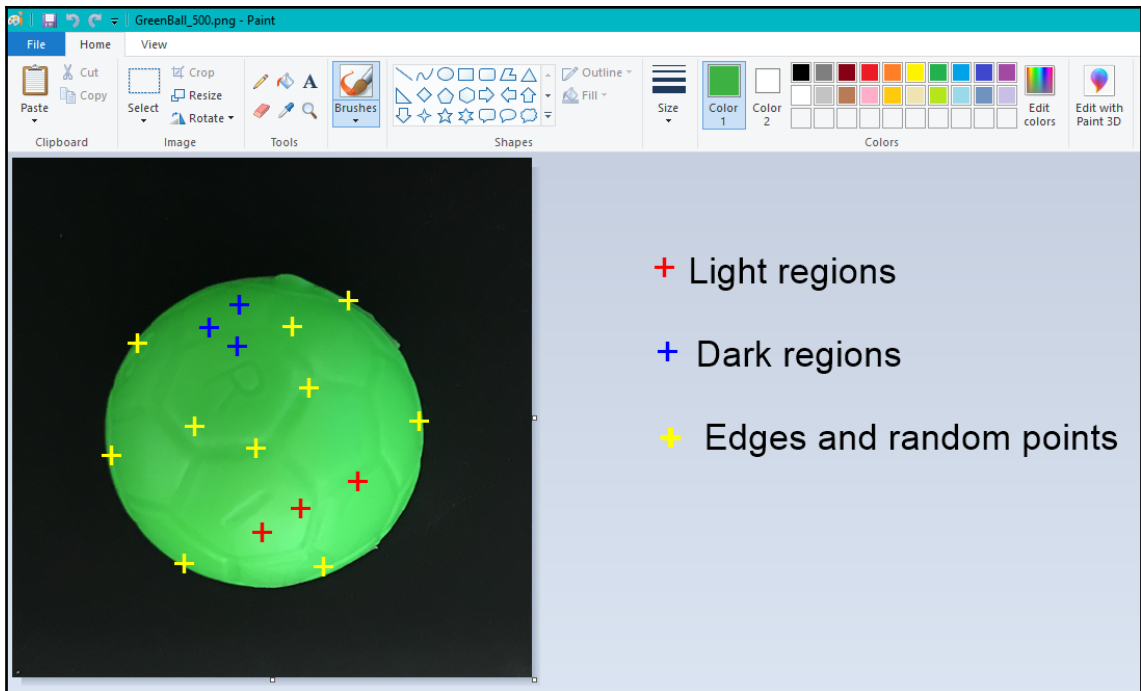 GreenBall_500.png - Paint
File Home View
Paste
Cut
Copy
Clipboard
Select
Crop
Resize
Rotate
Image
A
Tools
Brushes
Outline
Fill
Shapes
Size
Color 1
Color 2
Edit colors
Colors
Edit with Paint 3D
Light regions
Dark regions
Edges and random points